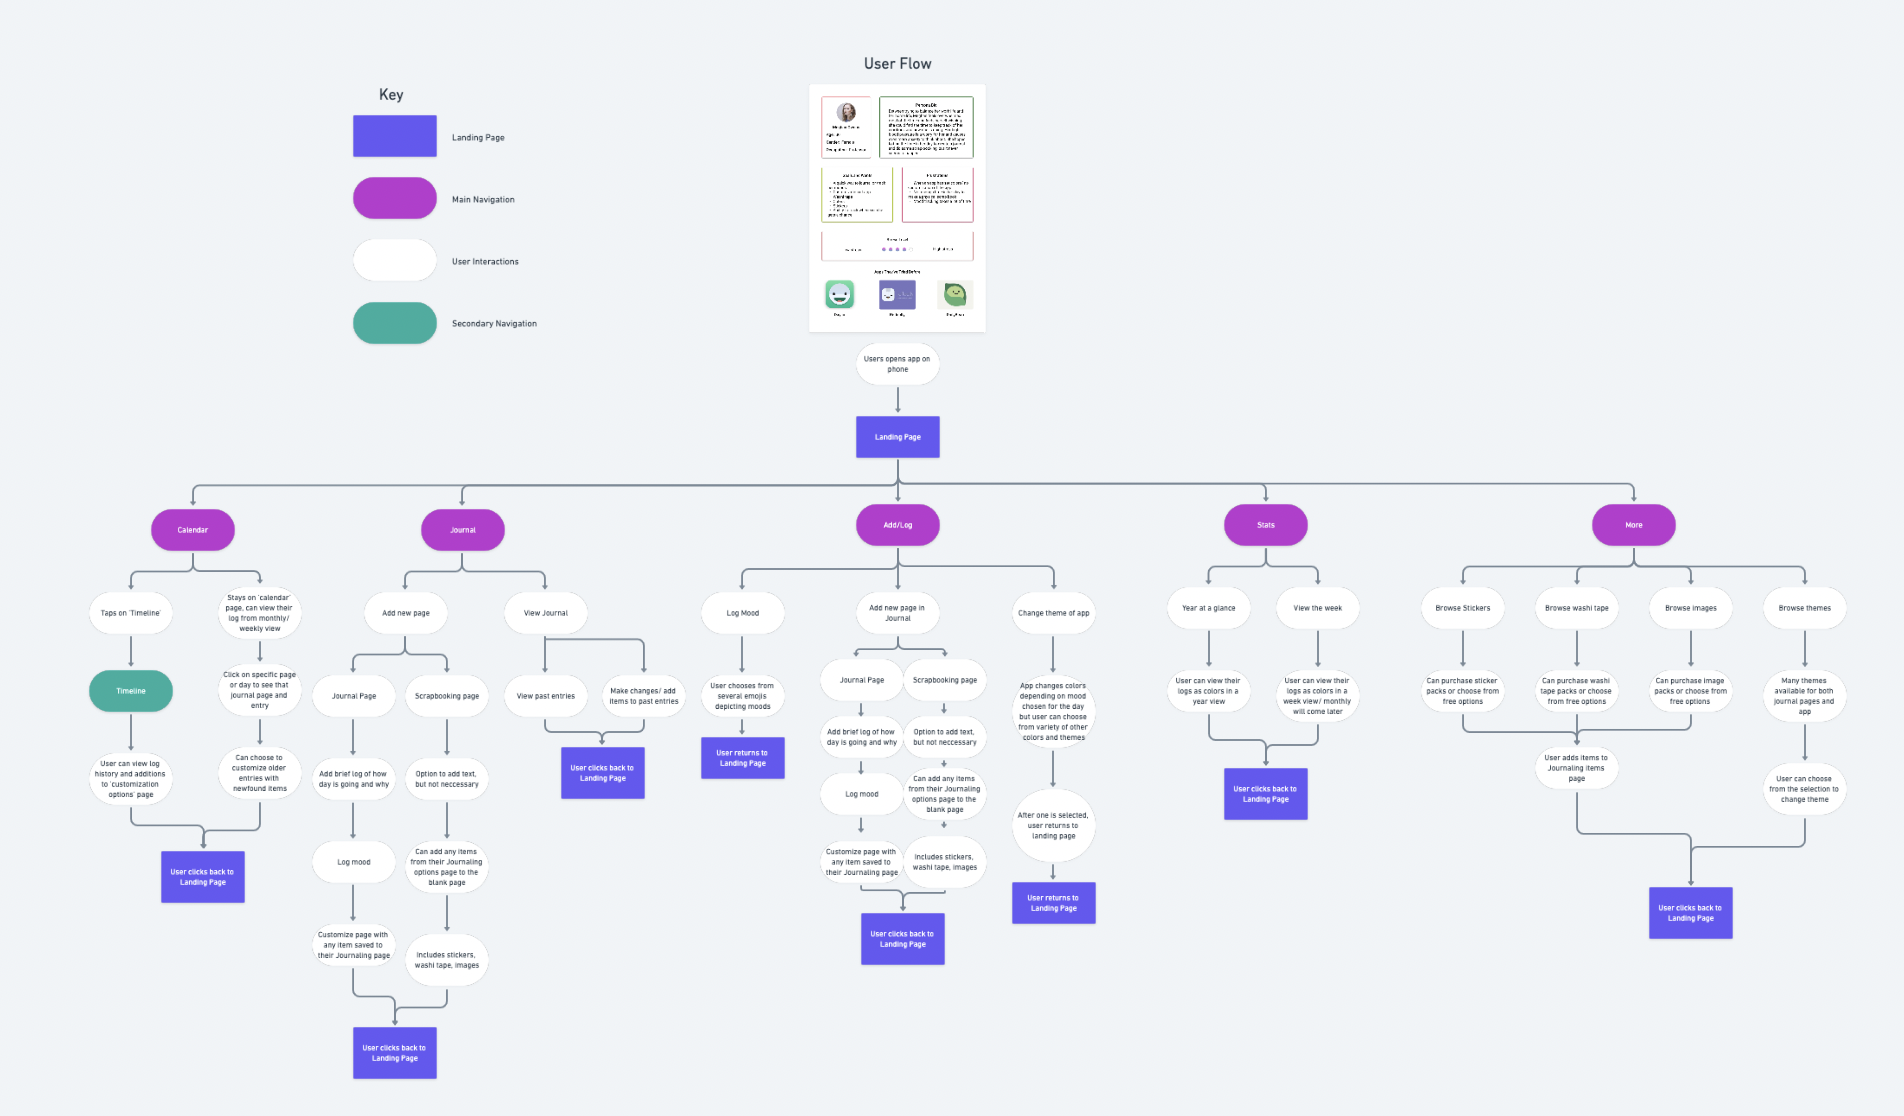 User Flow
Key
Landing Page
Main Navigation
User Interactions
Secondary Navigation
Persona Bio
Frustrations
Apps They've Tried Before
Users opens app on
phone
Landing Page
Calendar
Journal
Add/Log
Stats
More
Taps on 'Timeline'
Stays on 'calendar'
page, can view their
log from monthly/
weekly view
Timeline
Click on specific page
or day to see that
journal page and
entry
User can view log
history and additions
to 'customization
options' page
Can choose to
customize older
entries with
newfound items
User clicks back to
Landing Page
Add new page
View Journal
Journal Page
Scrapbooking page
View past entries
Make changes/ add
items to past entries
Add brief log of how
day is going and why
Option to add text,
but not neccessary
User clicks back to
Landing Page
Log mood
Can add any items
from their Journaling
options page to the
blank page
Customize page with
any item saved to
their Journaling page
Includes stickers,
washi tape, images
User clicks back to
Landing Page
Log Mood
Add new page in
Journal
Change theme of app
User chooses from
several emojis
depicting moods
User returns to
Landing Page
Journal Page
Scrapbooking page
Add brief log of how
day is going and why
Option to add text,
but not neccessary
Log mood
Can add any items
from their Journaling
options page to the
blank page
Customize page with
any item saved to
their Journaling page
Includes stickers,
washi tape, images
User clicks back to
Landing Page
App changes colors
depending on mood
chosen for the day
but user can choose
from variety of other
colors and themes
After one is selected,
user returns to
landing page
User returns to
Landing Page
Year at a glance
View the week
User can view their
logs as colors in a
year view
User can view their
logs as colors in a
week view/ monthly
will come later
User clicks back to
Landing Page
Browse Stickers
Browse washi tape
Browse images
Browse themes
Can purchase sticker
packs or choose from
free options
Can purchase washi
tape packs or choose
from free options
Can purchase image
packs or choose from
free options
Many themes
available for both
journal pages and
app
User adds items to
Journaling items
page
User can choose
from the selection to
change theme
User clicks back to
Landing Page